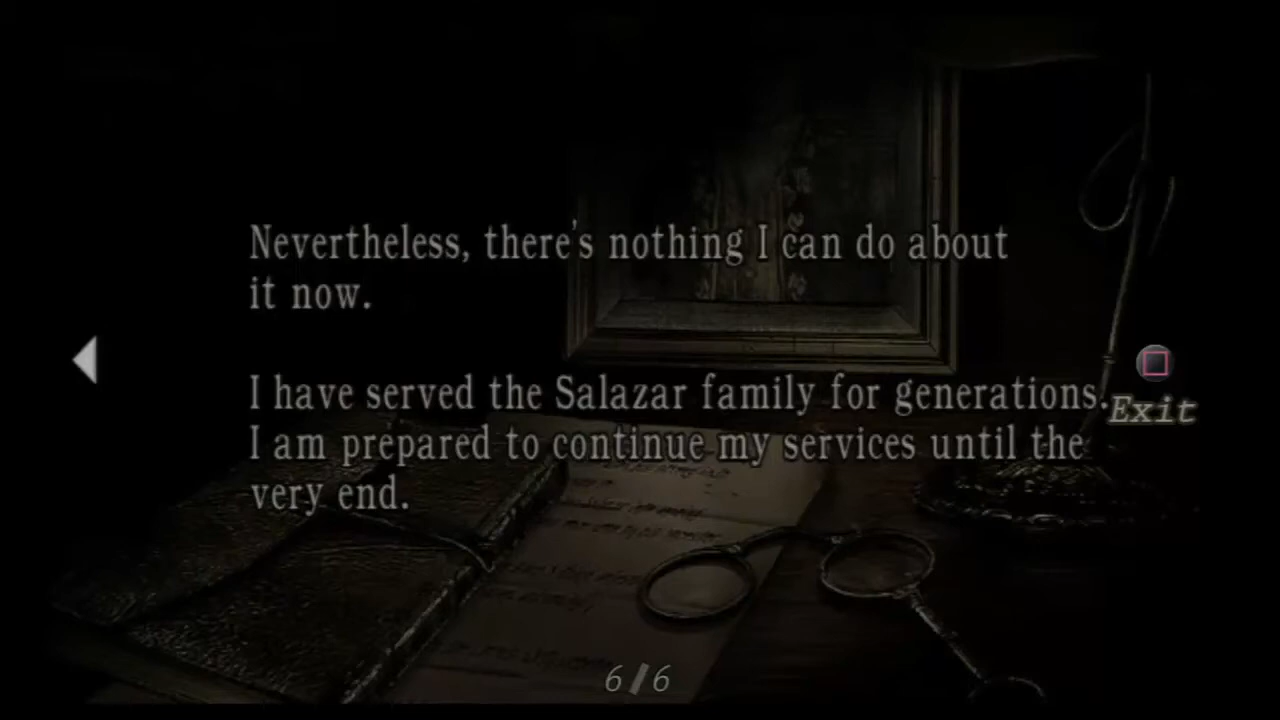 Nevertheless, there's nothing I can do about
it now.
I have served the Salazar family for generations.
Exit
I am prepared to continue my services until the
very end.
6/6